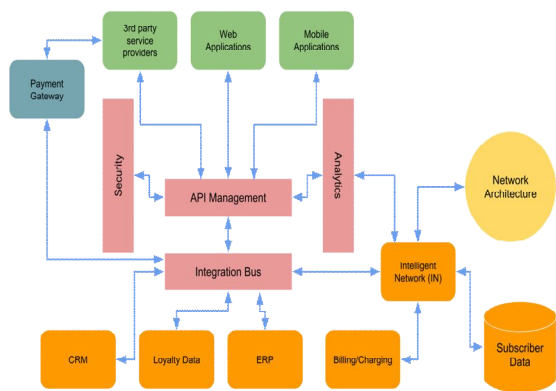 3rd party
service
providers
Web
Applications
Mobile
Applications
Payment
Gateway
Security
Analytics
API Management
Network
Architecture
Integration Bus
Intelligent
Network (IN)
CRM
Loyalty Data
ERP
Billing/Charging
Subscriber
Data